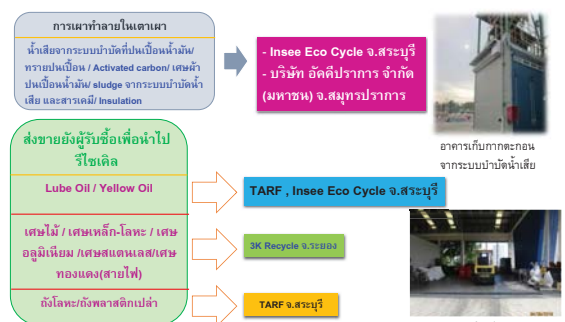 การเผาทำลายในเตาเผา
น้ำเสียจากระบบบำบัดที่ปนเปื้อนน้ำมัน/
ทรายปนเปื้อน / Activated carbon/ เศษผ้า
ปนเปื้อนน้ำมัน/ sludge จากระบบบำบัดน้ำ
เสีย และสารเคมี/ Insulation
- Insee Eco Cycle จ.สระบุรี
- บริษัท อัคคีปราการ จำกัด
(มหาชน) จ.สมุทรปราการ
อาคารเก็บกากตะกอน
จากระบบบำบัดน้ำเสีย
ส่งขายยังผู้รับซื้อเพื่อนำไป
รีไซเคิล
Lube Oil / Yellow Oil
TARF , Insee Eco Cycle จ.สระบุรี
เศษไม้ / เศษเหล็ก-โลหะ / เศษ
อลูมิเนียม /เศษสแตนเลส/เศษ
ทองแดง(สายไฟ)
3K Recycle จ.ระยอง
ถังโลหะ/ถังพลาสติกเปล่า
TARF จ.สระบุรี